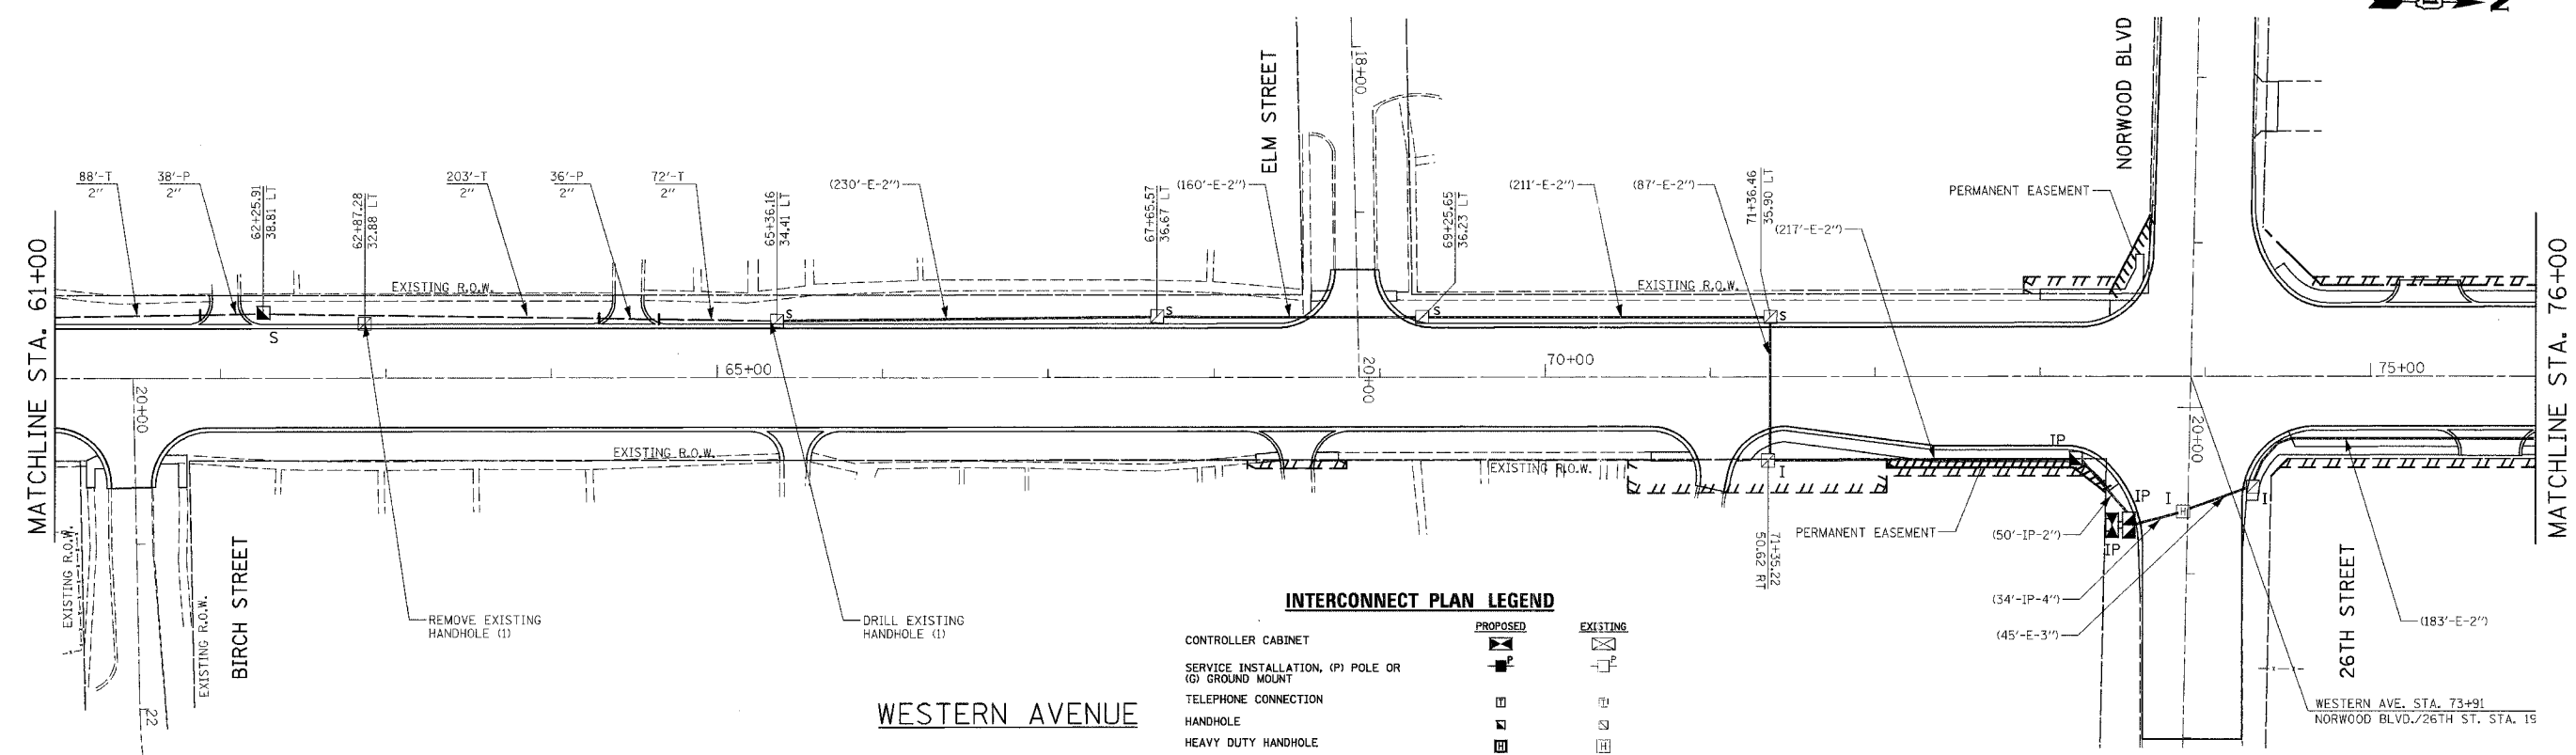 N
MATCHLINE STA. 61+00
88'-T
2"
38'-P
2"
62+25.91
38.81 LT
62+87.28
32.88 LT
203'-T
2"
36'-P
2"
72'-T
2"
65+36.16
34.41 LT
(230'-E-2")
67+65.57
36.67 LT
(160'-E-2")
ELM STREET
18+00
69+25.65
36.23 LT
(211'-E-2")
(87'-E-2")
71+36.46
35.90 LT
(217'-E-2")
PERMANENT EASEMENT
NORWOOD BLVD
MATCHLINE STA. 76+00
EXISTING R.O.W.
EXISTING R.O.W.
S
S
S
S
S
20+00
65+00
20+00
70+00
75+00
20+00
EXISTING R.O.W.
EXISTING R.O.W.
I
IP
IP
I
H
I
IP
71+35.22
50.62 RT
PERMANENT EASEMENT
(50'-IP-2")
(34'-IP-4")
(45'-E-3")
(183'-E-2")
26TH STREET
EXISTING R.O.W.
EXISTING R.O.W.
BIRCH STREET
22
REMOVE EXISTING
HANDHOLE (1)
DRILL EXISTING
HANDHOLE (1)
WESTERN AVE. STA. 73+91
NORWOOD BLVD./26TH ST. STA. 19
WESTERN AVENUE
INTERCONNECT PLAN LEGEND
PROPOSED EXISTING
CONTROLLER CABINET
SERVICE INSTALLATION, (P) POLE OR P P
(G) GROUND MOUNT
TELEPHONE CONNECTION T T
HANDHOLE
HEAVY DUTY HANDHOLE H H